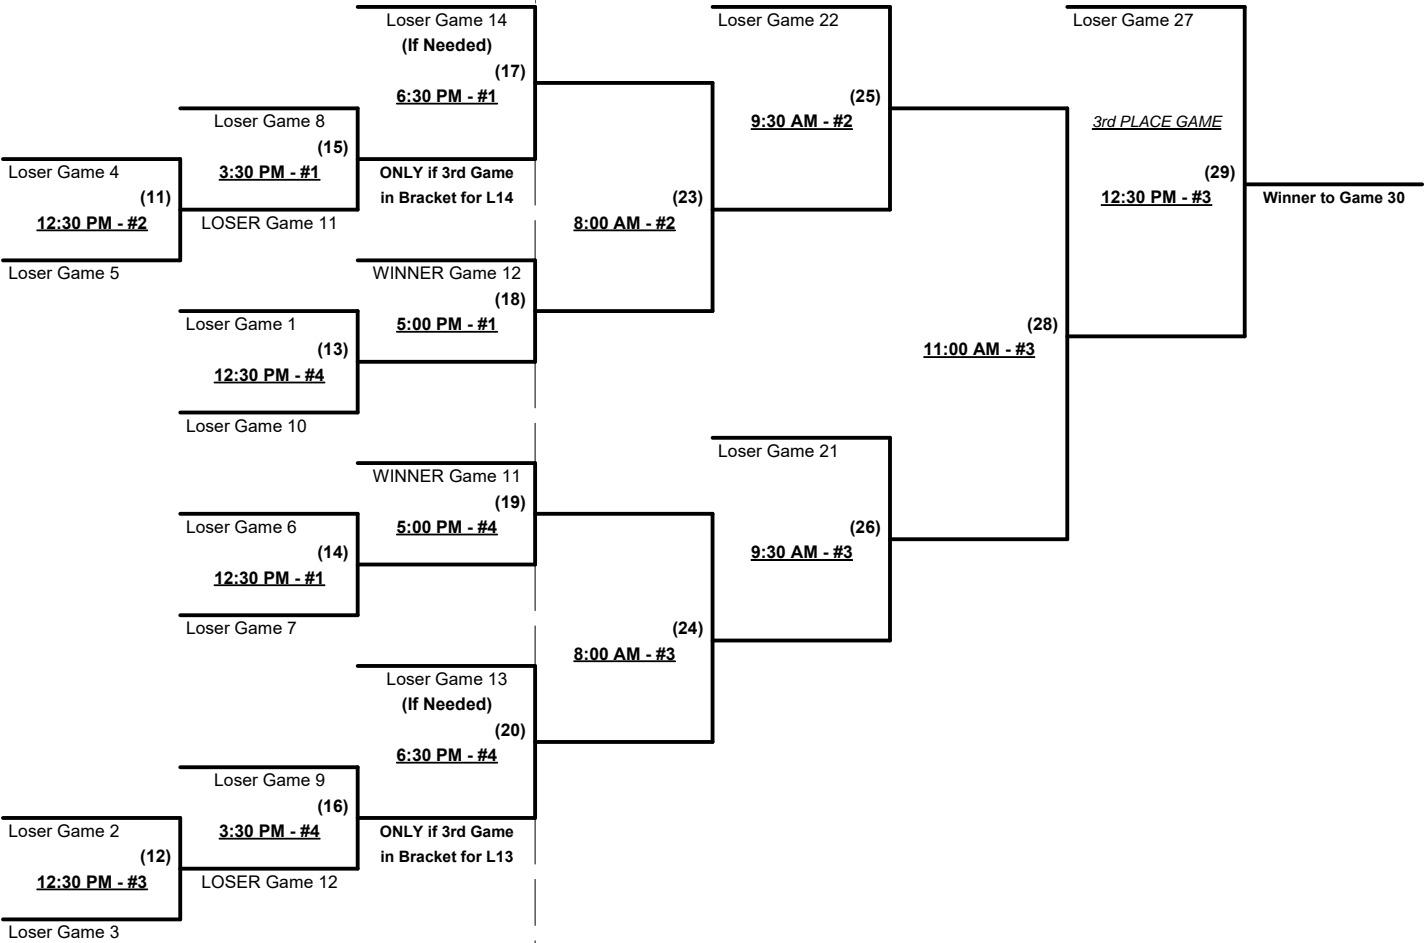 Loser Game 14
(If Needed)
(17)
6:30 PM - #1
Loser Game 8
(15)
3:30 PM - #1
ONLY if 3rd Game
in Bracket for L14
Loser Game 4
(11)
12:30 PM - #2
LOSER Game 11
Loser Game 5
WINNER Game 12
(18)
5:00 PM - #1
Loser Game 1
(13)
12:30 PM - #4
Loser Game 10
WINNER Game 11
(19)
5:00 PM - #4
Loser Game 6
(14)
12:30 PM - #1
Loser Game 7
Loser Game 13
(If Needed)
(20)
6:30 PM - #4
Loser Game 9
(16)
3:30 PM - #4
ONLY if 3rd Game
in Bracket for L13
Loser Game 2
(12)
12:30 PM - #3
LOSER Game 12
Loser Game 3
(23)
8:00 AM - #2
(24)
8:00 AM - #3
Loser Game 22
(25)
9:30 AM - #2
Loser Game 21
(26)
9:30 AM - #3
(28)
11:00 AM - #3
Loser Game 27
3rd PLACE GAME
(29)
12:30 PM - #3
Winner to Game 30